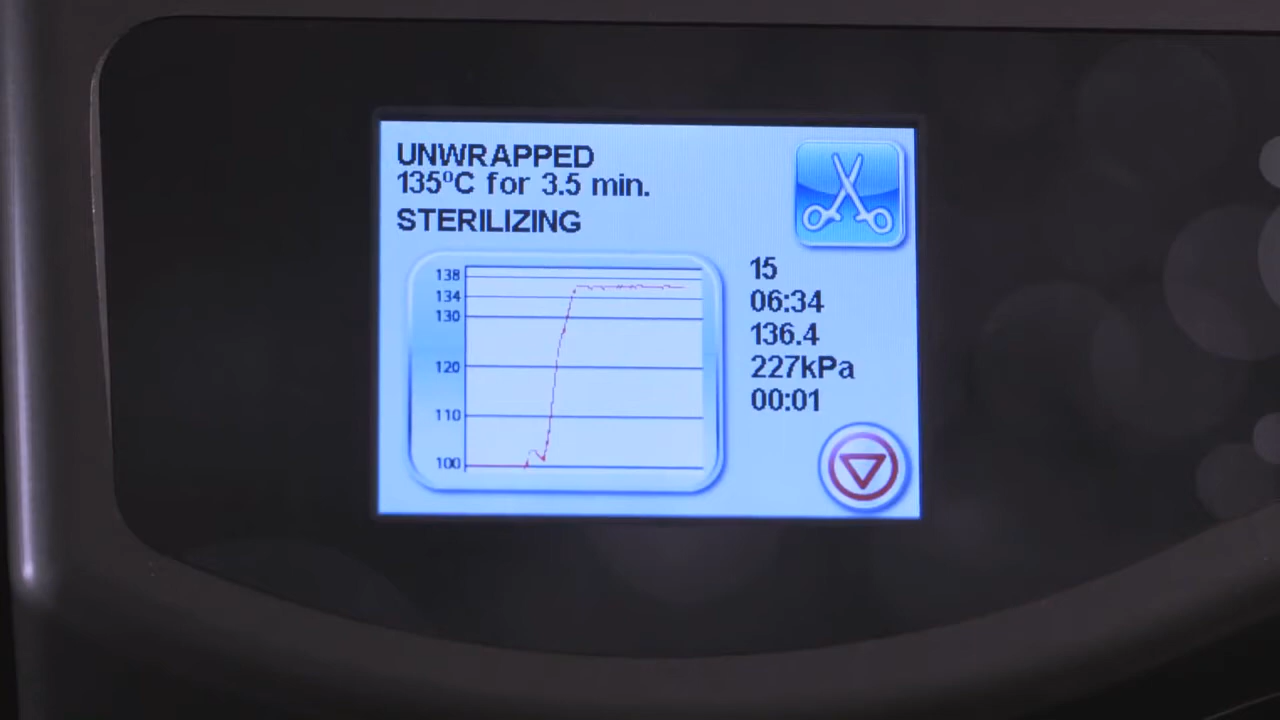 UNWRAPPED
135ºC for 3.5 min.
STERILIZING
138
134
130
120
110
100
15
06:34
136.4
227kPa
00:01